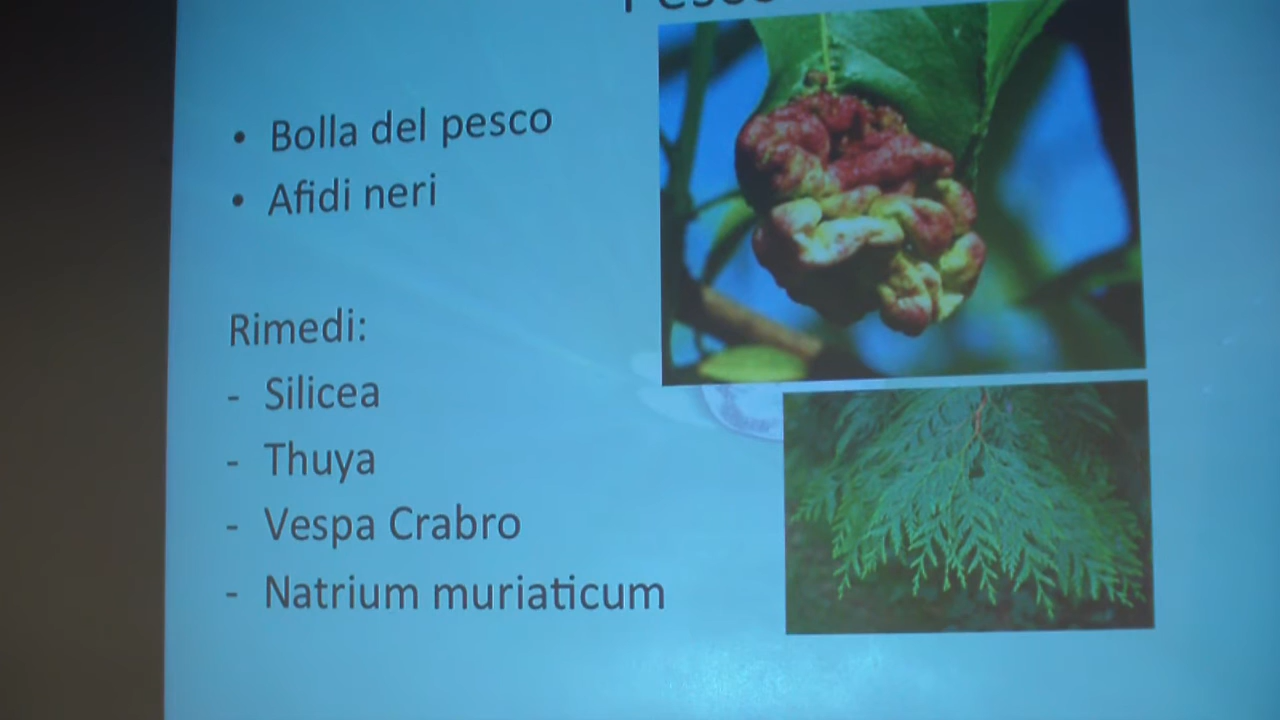 Pesco
• Bolla del pesco
• Afidi neri
Rimedi:
- Silicea
- Thuya
- Vespa Crabro
- Natrium muriaticum